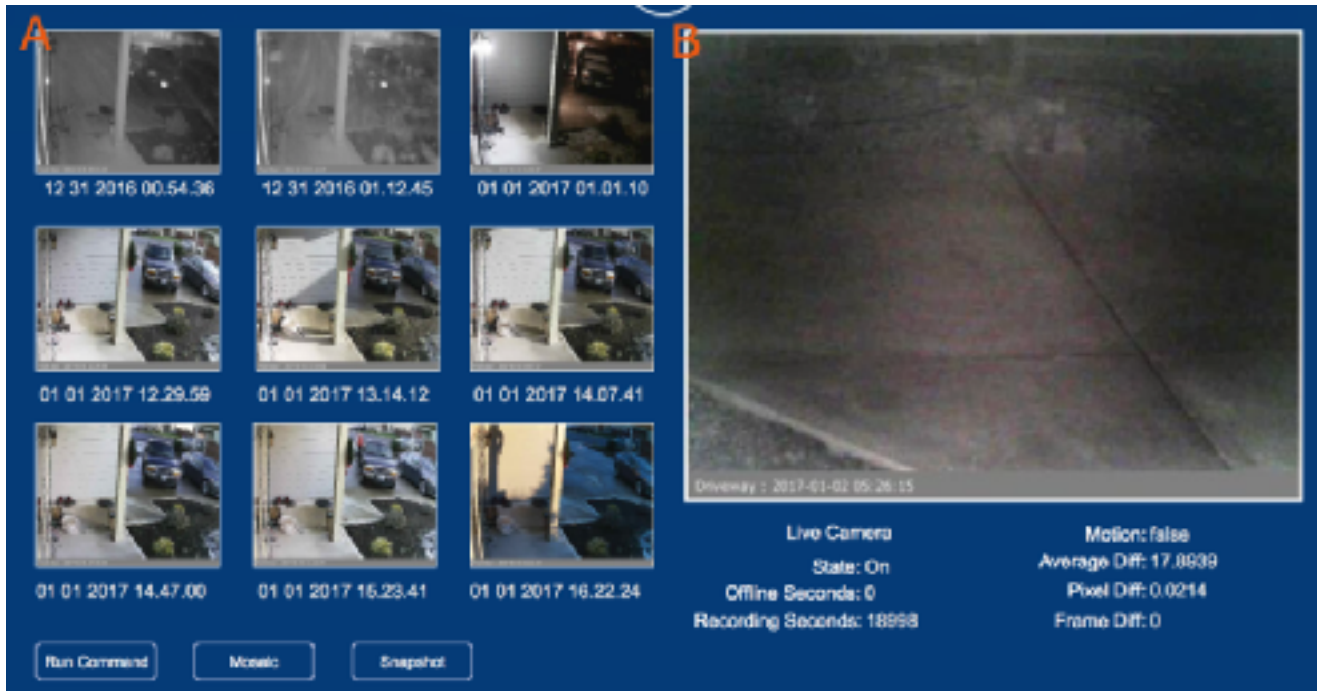 A
B
12 31 2016 00.54.36
12 31 2016 01.12.45
01 01 2017 01.01.10
01 01 2017 12.29.59
01 01 2017 13.14.12
01 01 2017 14.07.41
01 01 2017 14.47.00
01 01 2017 15.23.41
01 01 2017 16.22.24
Run Command
Mosaic
Snapshot
Driveway : 2017-01-02 05:26:15
Live Camera
State: On
Offline Seconds: 0
Recording Seconds: 18998
Motion: false
Average Diff: 17.8939
Pixel Diff: 0.0214
Frame Diff: 0